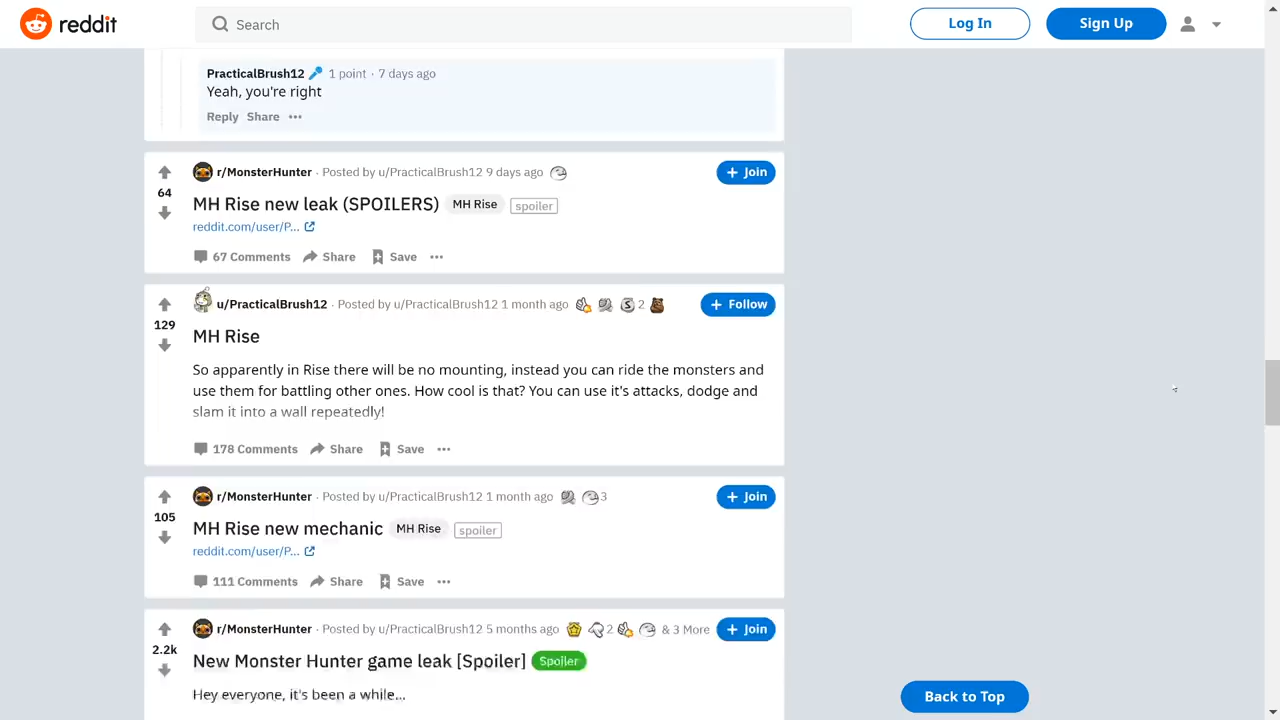 reddit
Search
Log In
Sign Up
PracticalBrush12 1 point · 7 days ago
Yeah, you're right
Reply Share •••
r/MonsterHunter · Posted by u/PracticalBrush12 9 days ago
+ Join
64
MH Rise new leak (SPOILERS) MH Rise spoiler
reddit.com/user/P...
67 Comments Share Save •••
u/PracticalBrush12 · Posted by u/PracticalBrush12 1 month ago S 2
+ Follow
129
MH Rise
So apparently in Rise there will be no mounting, instead you can ride the monsters and
use them for battling other ones. How cool is that? You can use it's attacks, dodge and
slam it into a wall repeatedly!
178 Comments Share Save •••
r/MonsterHunter · Posted by u/PracticalBrush12 1 month ago 3
+ Join
105
MH Rise new mechanic MH Rise spoiler
reddit.com/user/P...
111 Comments Share Save •••
r/MonsterHunter · Posted by u/PracticalBrush12 5 months ago 2 & 3 More
+ Join
2.2k
New Monster Hunter game leak [Spoiler] Spoiler
Hey everyone, it's been a while...
Back to Top